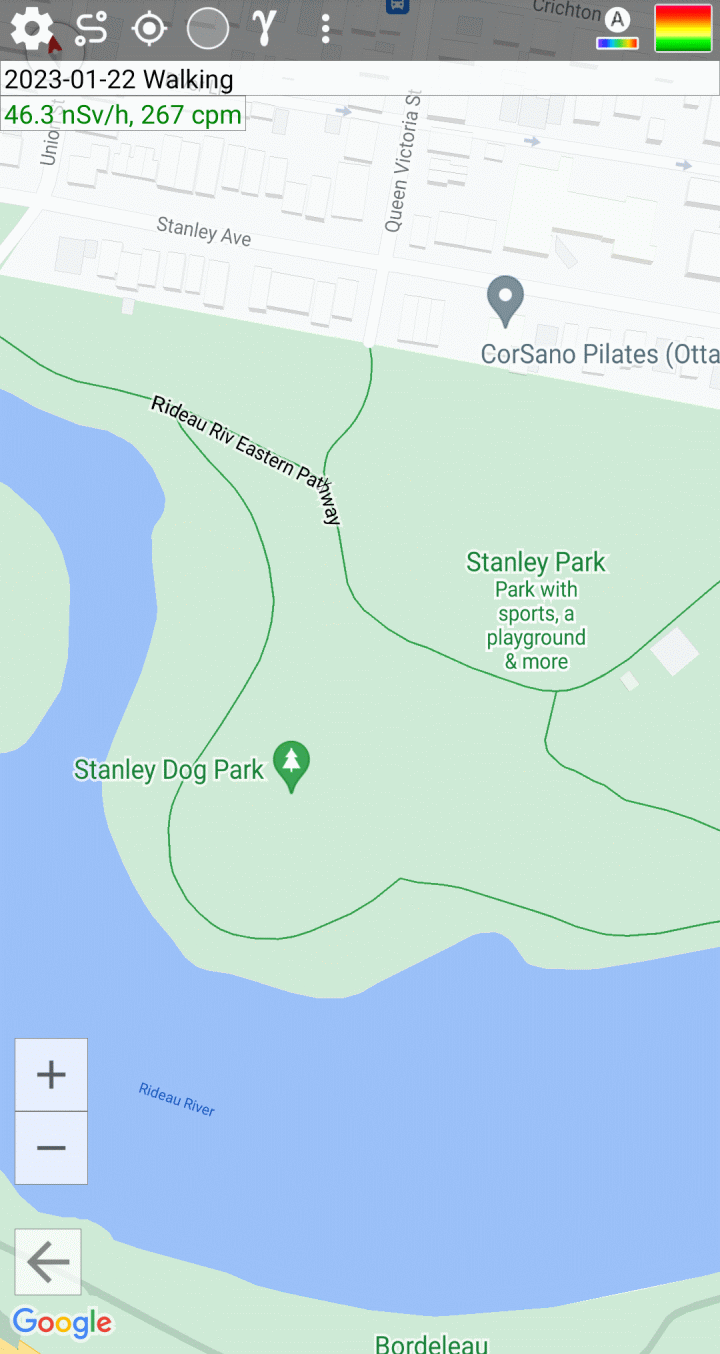 Crichton
A
γ
2023-01-22 Walking
46.3 nSv/h, 267 cpm
Union St
Queen Victoria St
Stanley Ave
CorSano Pilates (Otta
Rideau Riv Eastern Pathway
Stanley Park
Park with
sports, a
playground
& more
Stanley Dog Park
+
−
Rideau River
Google
Bordeleau